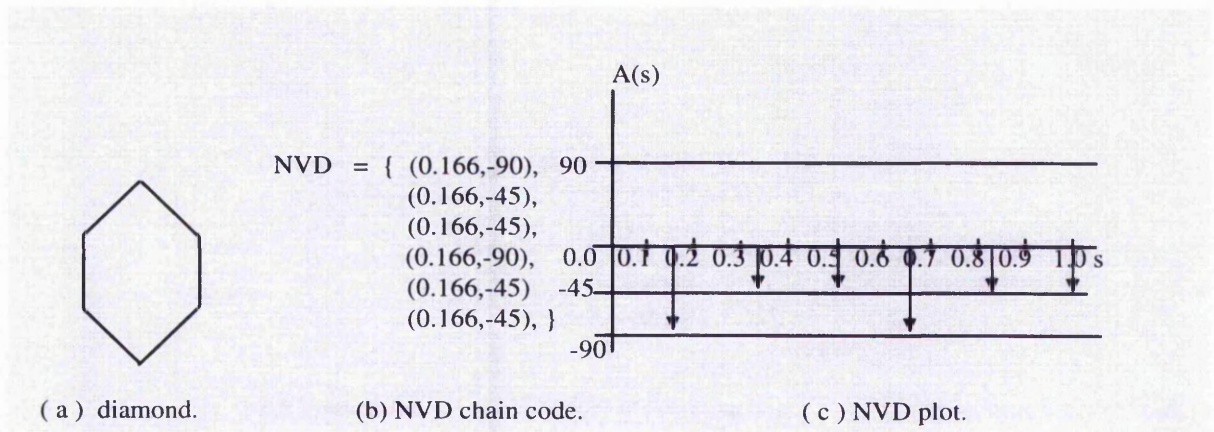 A(s)
NVD = { (0.166,-90), 90
(0.166,-45),
(0.166,-45),
(0.166,-90), 0.0 0.1 0.2 0.3 0.4 0.5 0.6 0.7 0.8 0.9 1.0 s
(0.166,-45) -45
(0.166,-45), }
-90
( a ) diamond. (b) NVD chain code. ( c ) NVD plot.